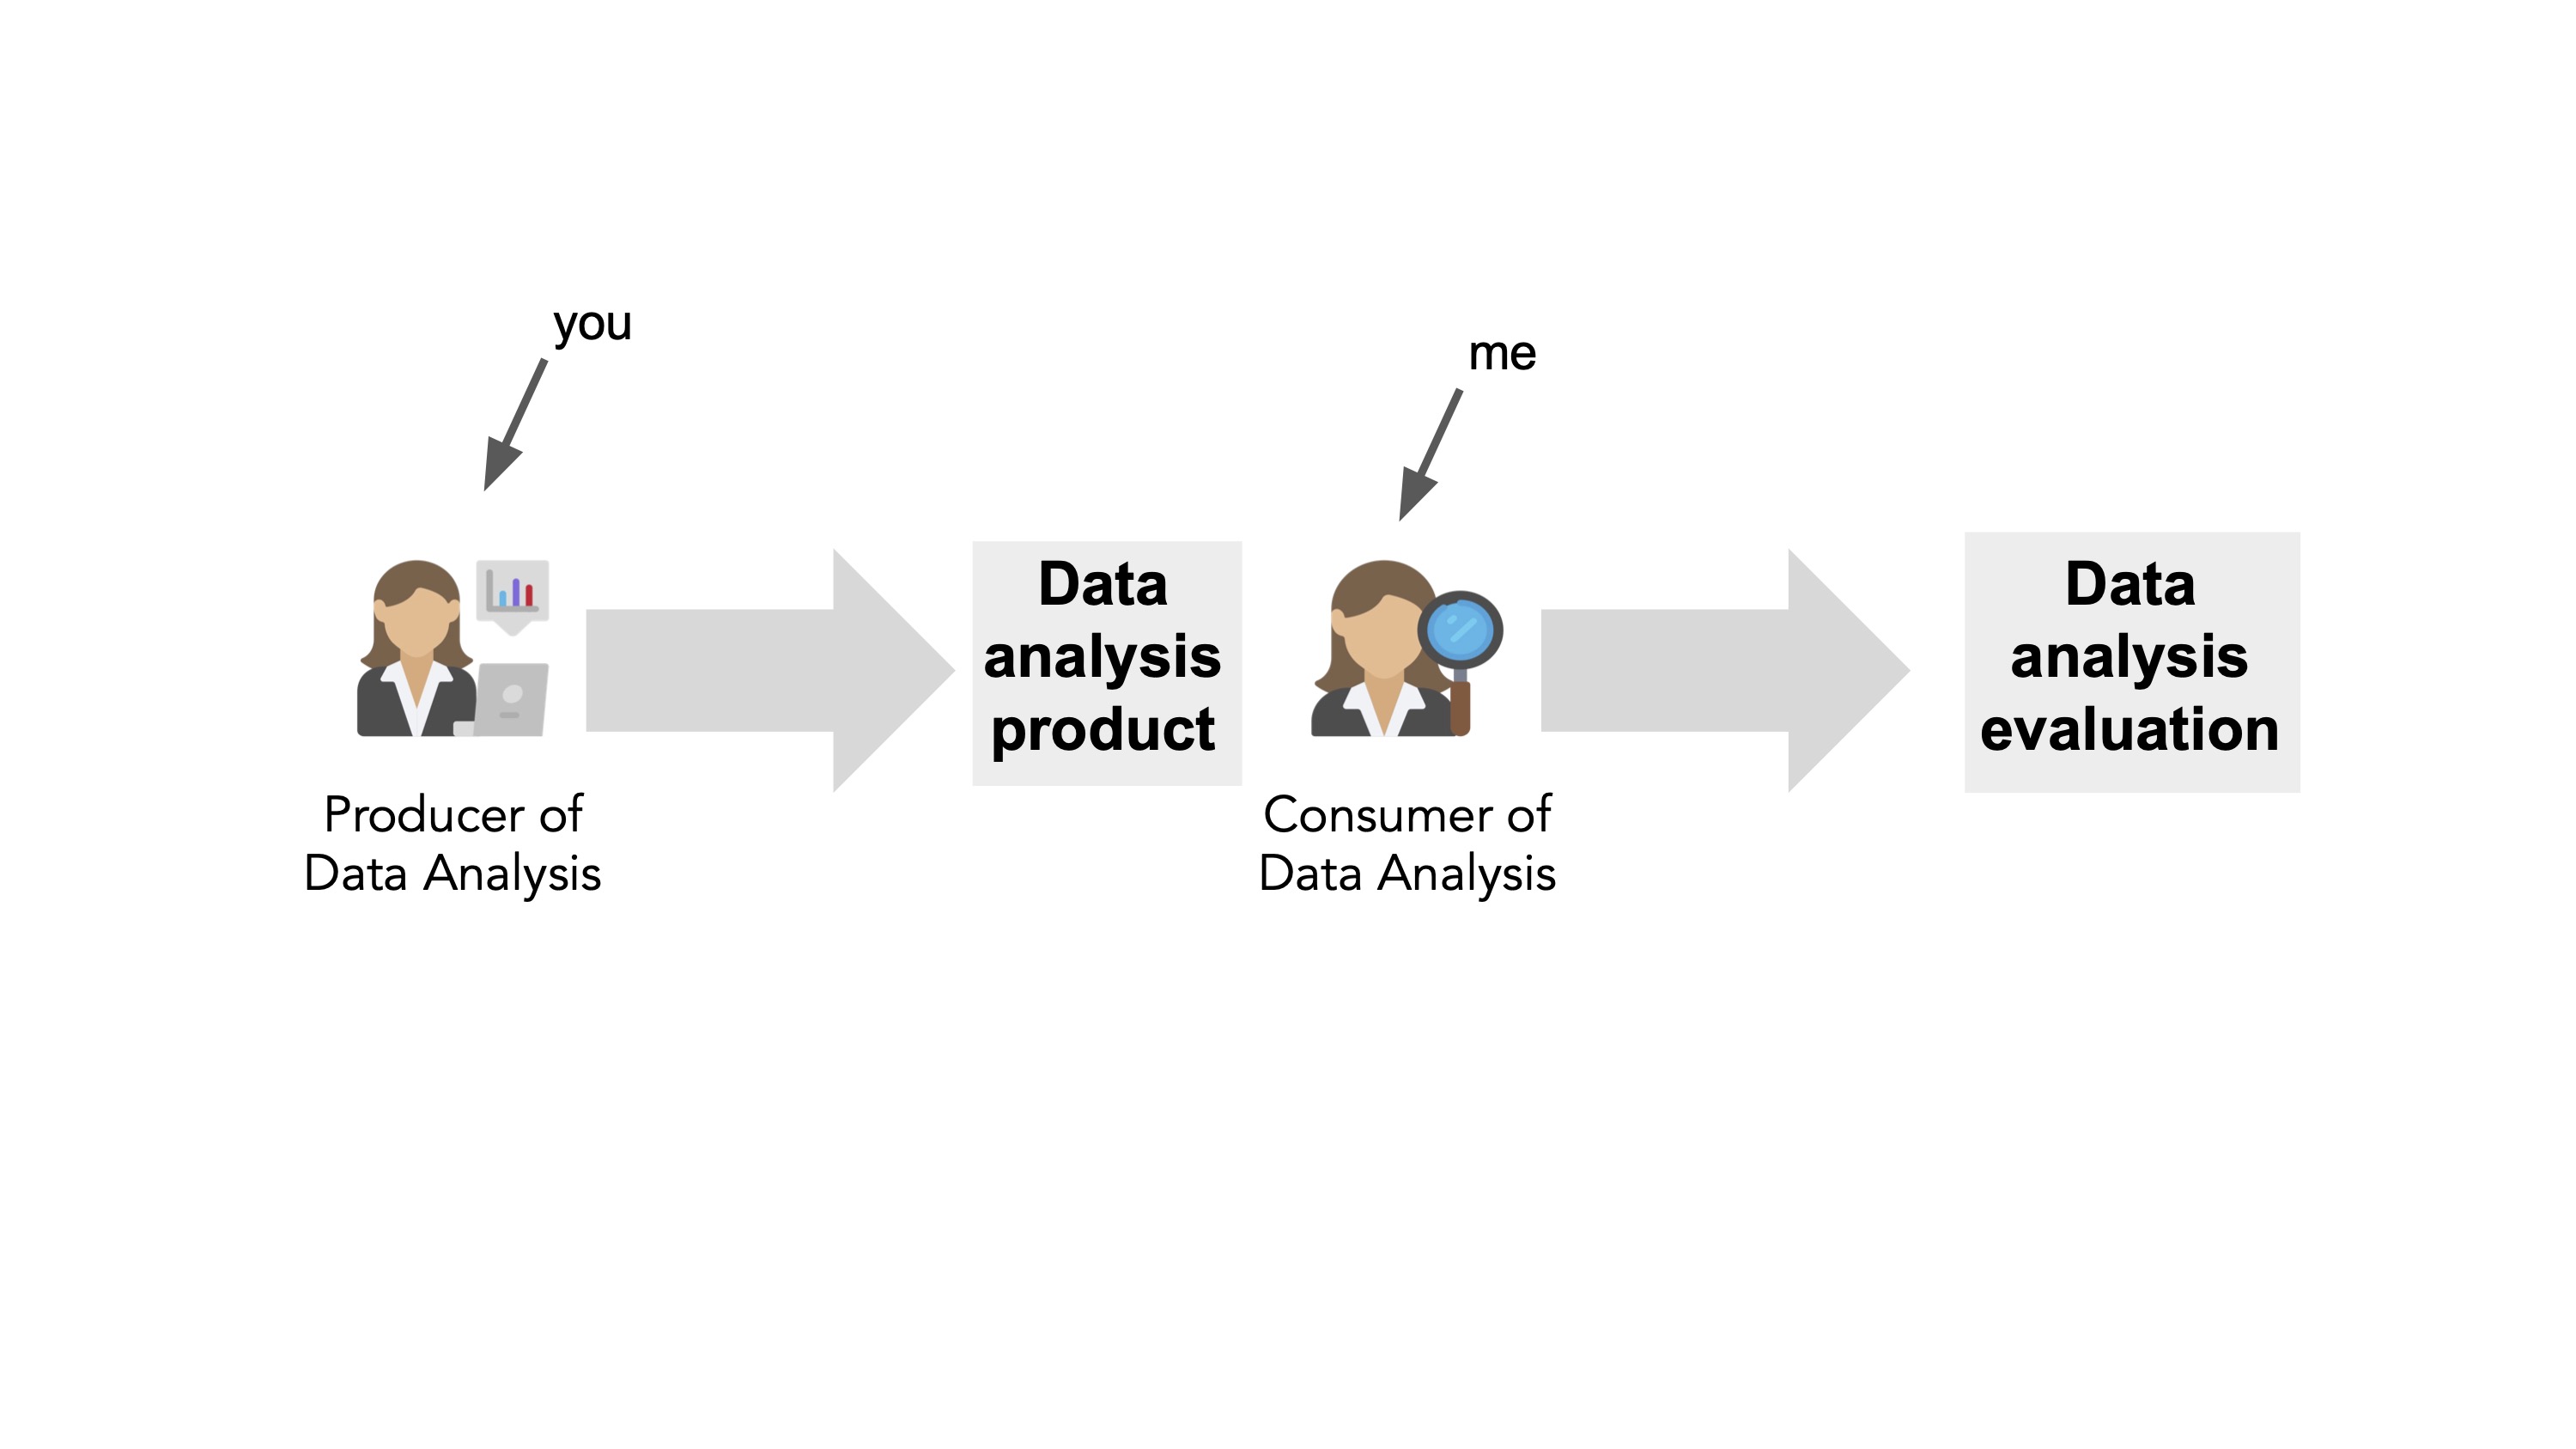 you
me
Data
analysis
product
Data
analysis
evaluation
Producer of
Data Analysis
Consumer of
Data Analysis